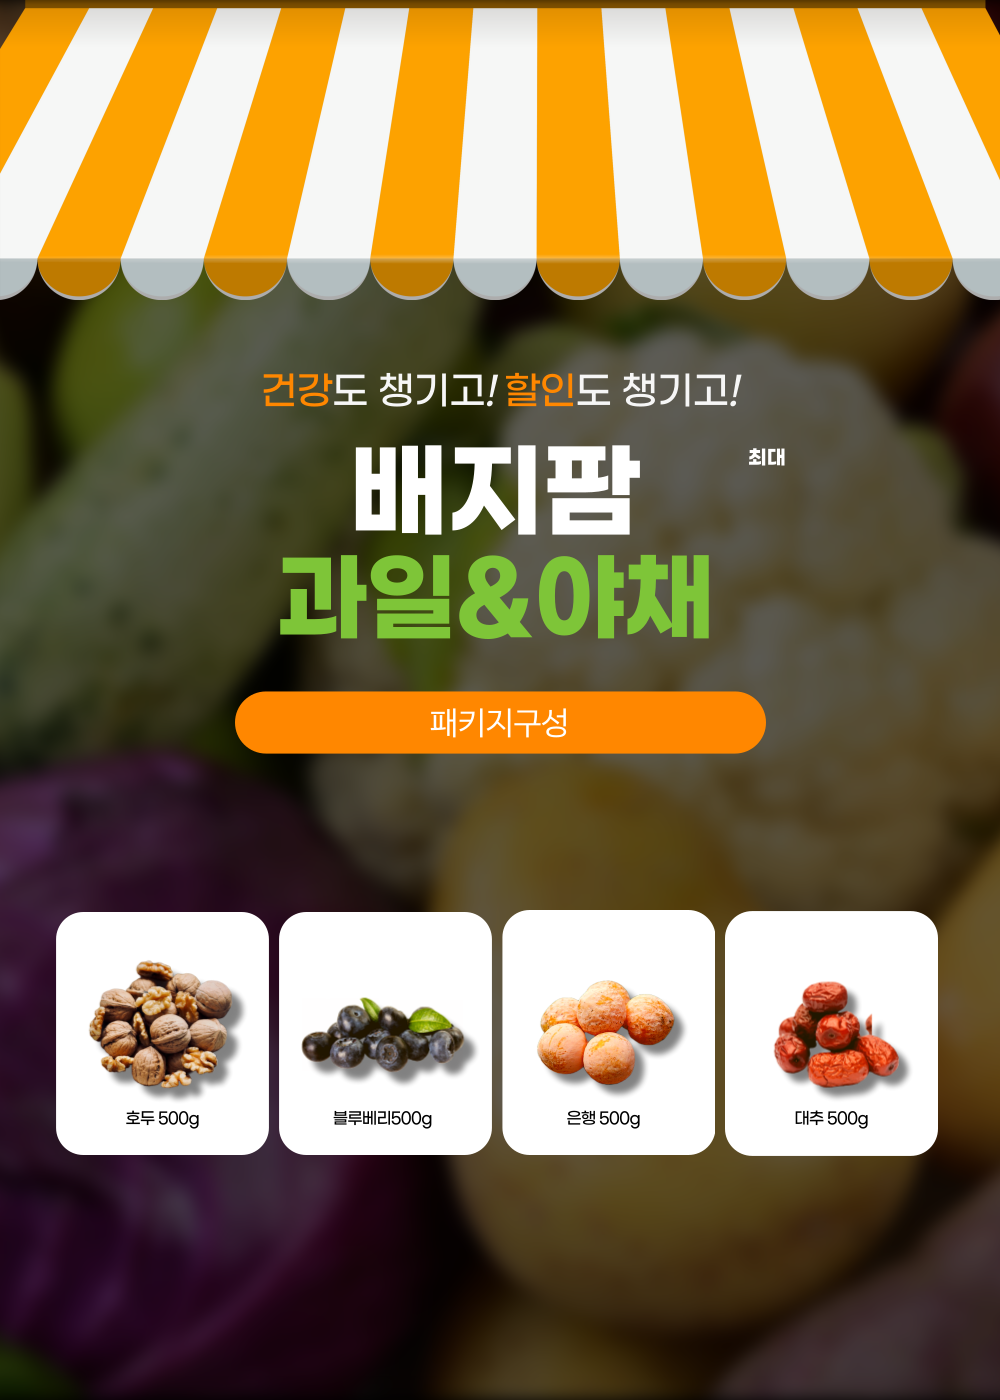 건강도 챙기고! 할인도 챙기고!
배지팜
최대
과일&야채
패키지구성
호두 500g
블루베리500g
은행 500g
대추 500g